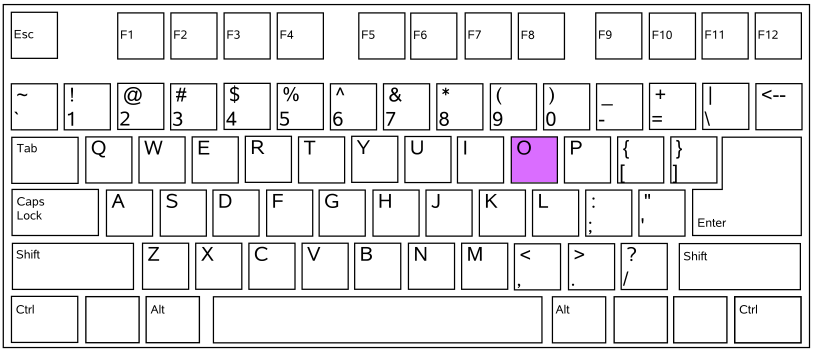 Esc F1 F2 F3 F4 F5 F6 F7 F8 F9 F10 F11 F12
~ ! @ # $ % ^ & * ( ) _ + | <--
` 1 2 3 4 5 6 7 8 9 0 - = \
Tab Q W E R T Y U I O P { }
[ ]
Caps A S D F G H J K L : "
Lock ; '
Enter
Shift Z X C V B N M < > ? Shift
, . /
Ctrl Alt Alt Ctrl